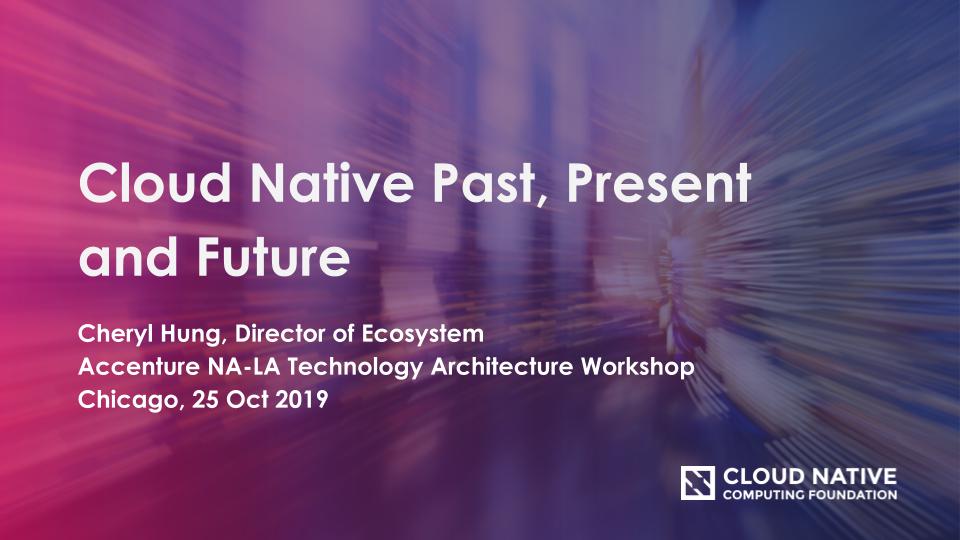 Cloud Native Past, Present
and Future
Cheryl Hung, Director of Ecosystem
Accenture NA-LA Technology Architecture Workshop
Chicago, 25 Oct 2019
CLOUD NATIVE
COMPUTING FOUNDATION